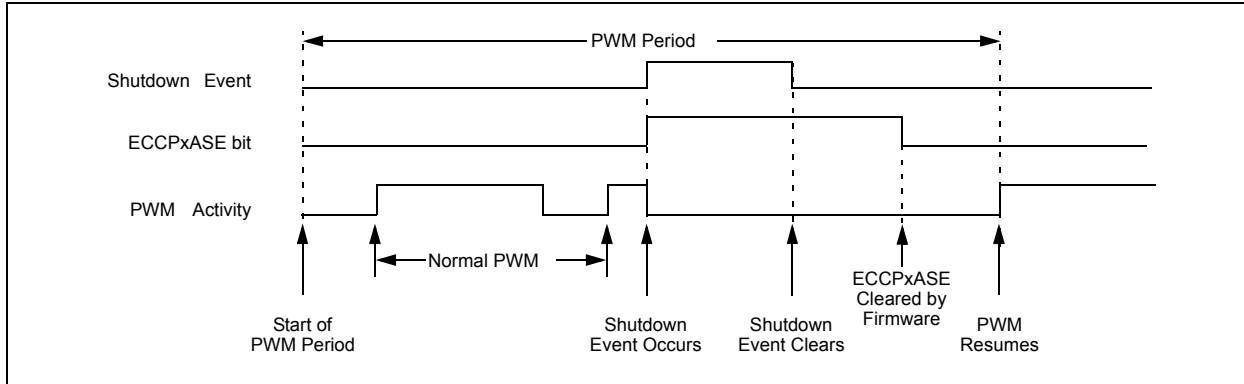 PWM Period
Shutdown Event
ECCPxASE bit
PWM Activity
Normal PWM
Start of
PWM Period
Shutdown
Event Occurs
Shutdown
Event Clears
ECCPxASE
Cleared by
Firmware
PWM
Resumes